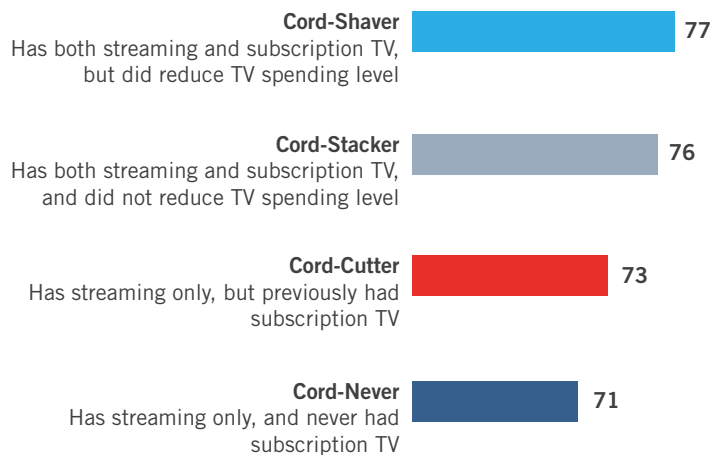 Cord-Shaver
77
Has both streaming and subscription TV,
but did reduce TV spending level
Cord-Stacker
76
Has both streaming and subscription TV,
and did not reduce TV spending level
Cord-Cutter
73
Has streaming only, but previously had
subscription TV
Cord-Never
71
Has streaming only, and never had
subscription TV